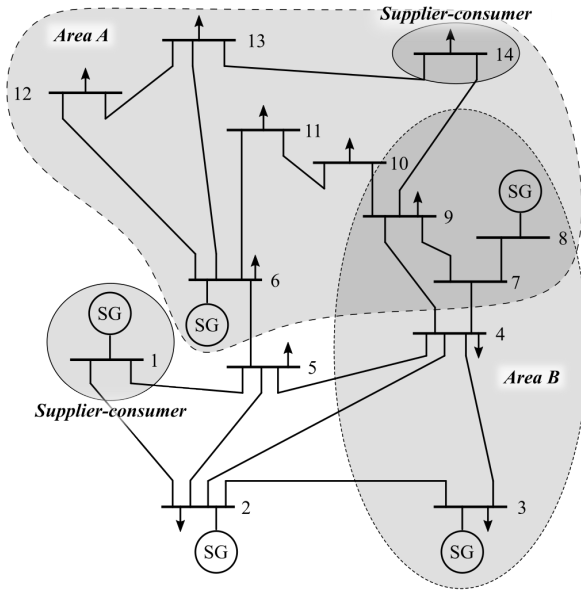 Supplier-consumer
Area A
13
14
12
11
10
SG
9
8
7
6
SG
SG
4
1
5
Area B
Supplier-consumer
2
3
SG
SG